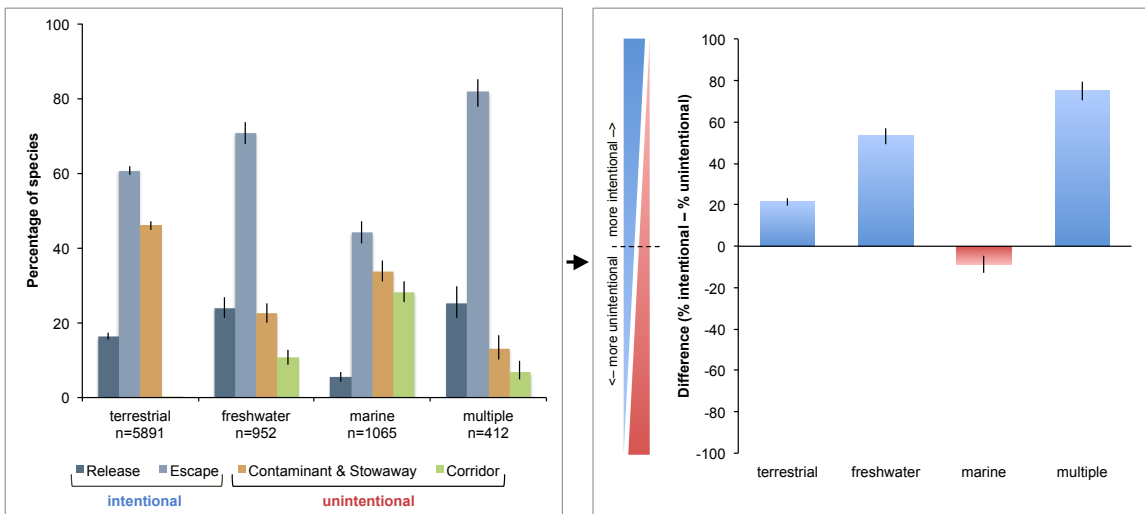 Percentage of species
100
80
60
40
20
0
terrestrial freshwater marine multiple
n=5891 n=952 n=1065 n=412
Release Escape Contaminant & Stowaway Corridor
intentional unintentional
<-- more unintentional - more intentional -->
Difference (% intentional – % unintentional)
100
80
60
40
20
0
-20
-40
-60
-80
-100
terrestrial freshwater marine multiple